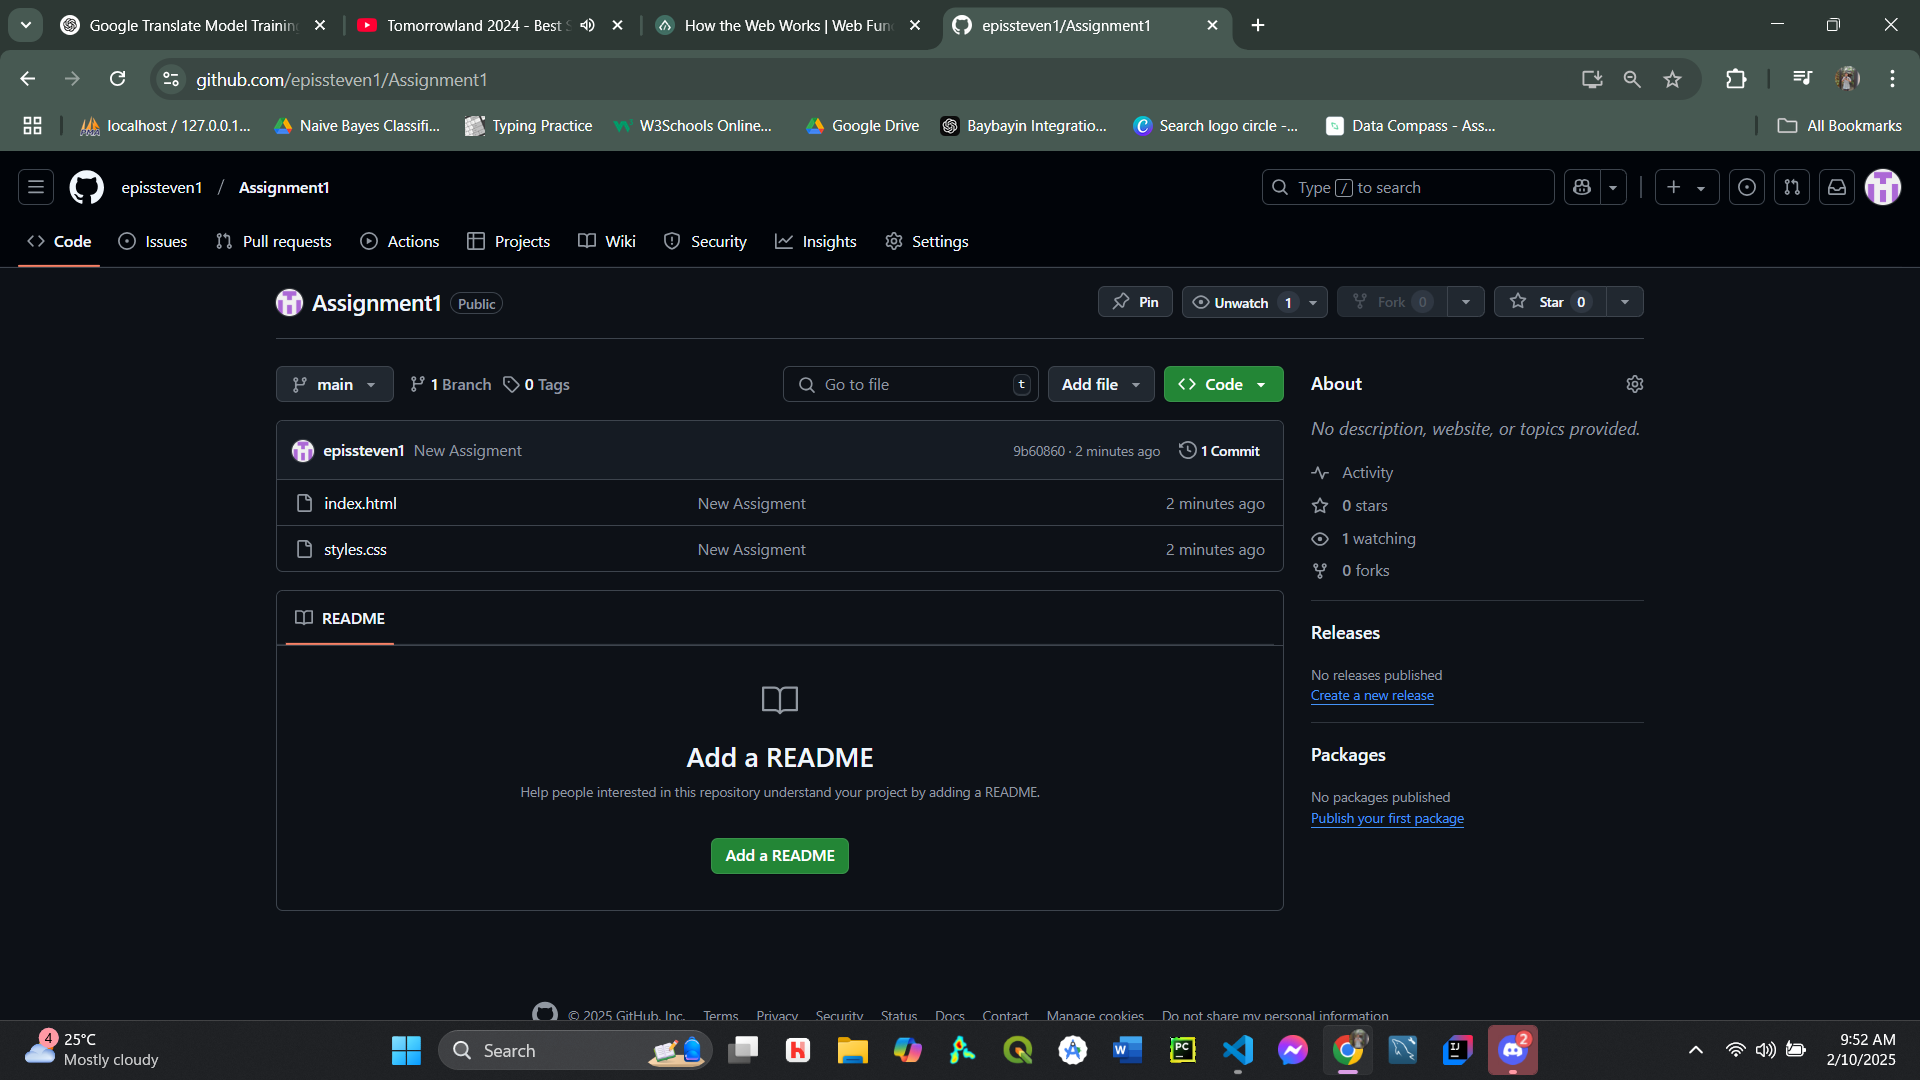 Google Translate Model Training
Tomorrowland 2024 - Best S
How the Web Works | Web Fun
epissteven1/Assignment1
github.com/epissteven1/Assignment1
localhost / 127.0.0.1...
Naive Bayes Classifi...
Typing Practice
W3Schools Online...
Google Drive
Baybayin Integratio...
Search logo circle -...
Data Compass - Ass...
All Bookmarks
epissteven1 / Assignment1
Type / to search
Code
Issues
Pull requests
Actions
Projects
Wiki
Security
Insights
Settings
Assignment1 Public
Pin
Unwatch 1
Fork 0
Star 0
main
1 Branch
0 Tags
Go to file t
Add file
Code
epissteven1 New Assigment 9b60860 · 2 minutes ago 1 Commit
index.html New Assigment 2 minutes ago
styles.css New Assigment 2 minutes ago
README
Add a README
Help people interested in this repository understand your project by adding a README.
Add a README
About
No description, website, or topics provided.
Activity
0 stars
1 watching
0 forks
Releases
No releases published
Create a new release
Packages
No packages published
Publish your first package
© 2025 GitHub, Inc. Terms Privacy Security Status Docs Contact Manage cookies Do not share my personal information
4
25°C
Mostly cloudy
Search
H
W
PC
IJ
2
9:52 AM
2/10/2025